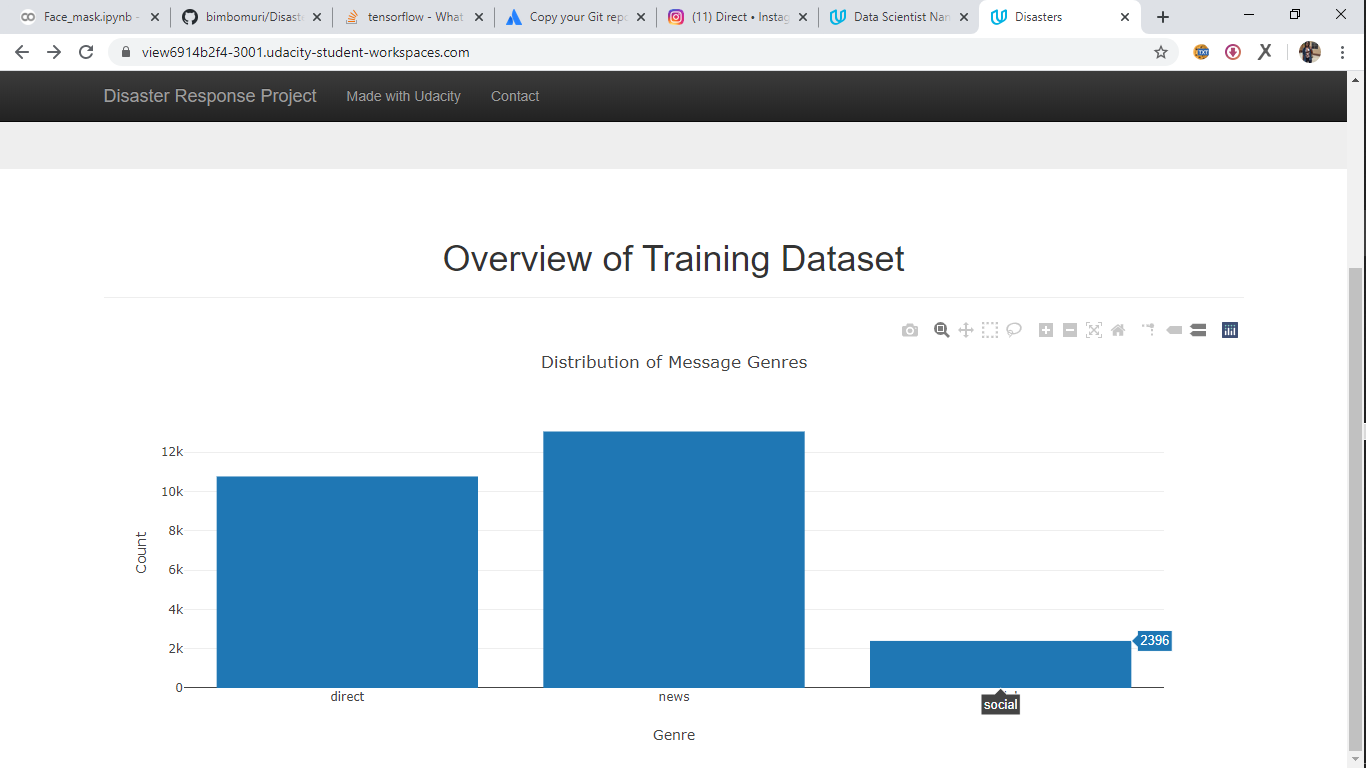 Face_mask.ipynb -
bimbomuri/Disast
tensorflow - What
Copy your Git repo
(11) Direct • Instag
Data Scientist Nan
Disasters
view6914b2f4-3001.udacity-student-workspaces.com
TXT
X
Disaster Response Project
Made with Udacity
Contact
Overview of Training Dataset
Distribution of Message Genres
12k
10k
8k
6k
4k
2k
0
Count
2396
direct
news
social
Genre